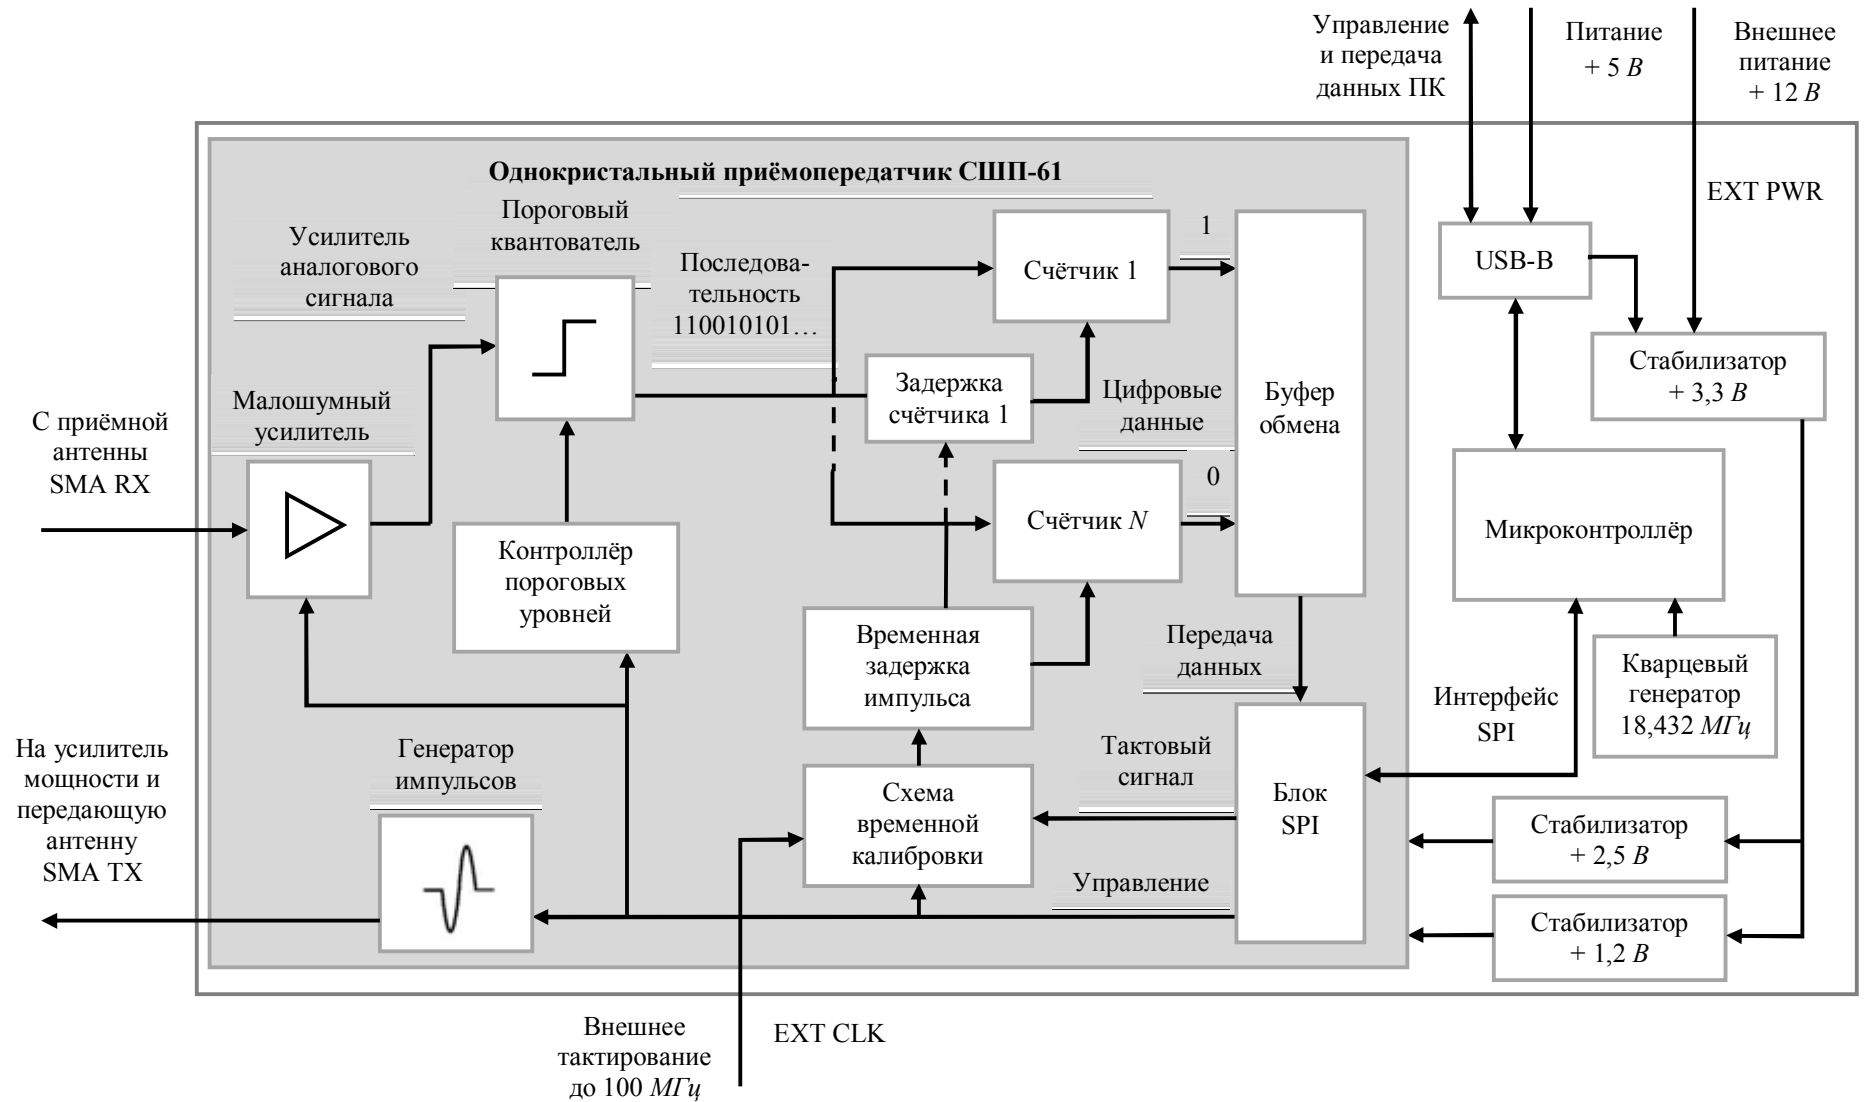 Управление
и передача
данных ПК
Питание
+ 5 В
Внешнее
питание
+ 12 В
EXT PWR
Однокристальный приёмопередатчик СШП-61
Усилитель
аналогового
сигнала
Пороговый
квантователь
Последова-
тельность
110010101…
Счётчик 1
1
Буфер
обмена
USB-B
Стабилизатор
+ 3,3 В
Малошумный
усилитель
Задержка
счётчика 1
Цифровые
данные
0
С приёмной
антенны
SMA RX
Контроллёр
пороговых
уровней
Счётчик N
Микроконтроллёр
Временная
задержка
импульса
Передача
данных
Интерфейс
SPI
Кварцевый
генератор
18,432 МГц
На усилитель
мощности и
передающую
антенну
SMA TX
Генератор
импульсов
Схема
временной
калибровки
Тактовый
сигнал
Управление
Блок
SPI
Стабилизатор
+ 2,5 В
Стабилизатор
+ 1,2 В
Внешнее
тактирование
до 100 МГц
EXT CLK